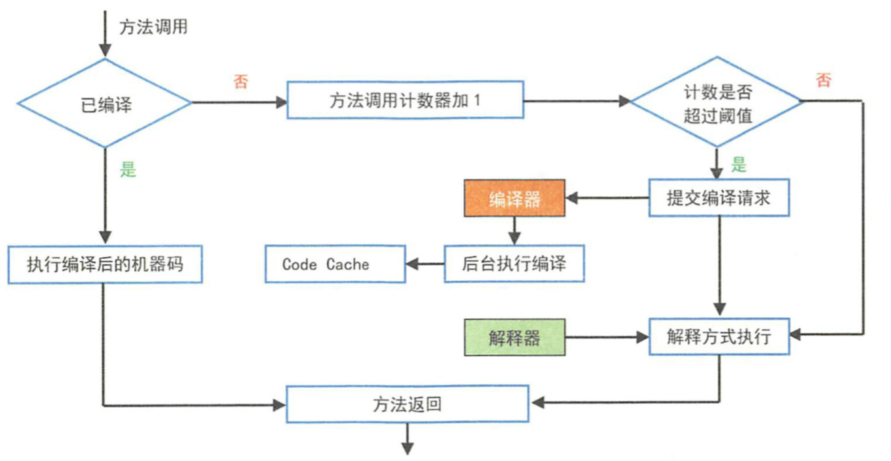 方法调用
已编译
否
方法调用计数器加 1
计数是否
超过阈值
否
是
是
编译器
提交编译请求
执行编译后的机器码
Code Cache
后台执行编译
解释器
解释方式执行
方法返回